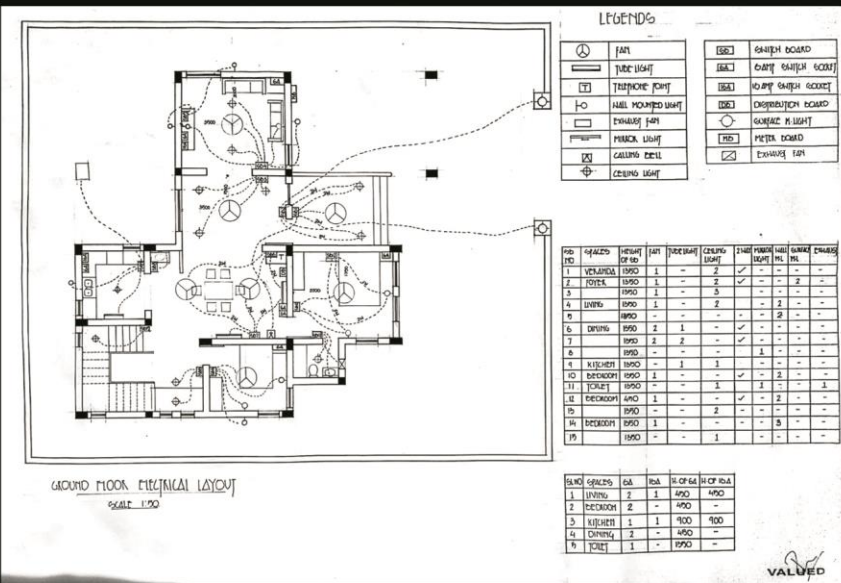 LEGENDS
FAN
TUBE LIGHT
TELEPHONE POINT
WALL MOUNTED LIGHT
EXHAUST FAN
MIRROR LIGHT
CALLING BELL
CEILING LIGHT
SB SWITCH BOARD
6A 6 AMP SWITCH SOCKET
16A 16 AMP SWITCH SOCKET
DB DISTRIBUTION BOARD
SURFACE M.LIGHT
MB METER BOARD
EXHAUST FAN
SB NO SPACES HEIGHT OF SB FAN TUBE LIGHT CEILING LIGHT 2 WAY MIRROR LIGHT WALL ML SURFACE ML EXHAUST
1 VERANDA 1350 1 - 2 ✓ - - - -
2 FOYER 1350 1 - 2 ✓ - - 2 -
3 1350 1 - 3 - - - - -
4 LIVING 1350 1 - 2 - - 2 - -
5 1350 - - - - - 2 - -
6 DINING 1350 2 1 - ✓ - - - -
7 1350 2 2 - ✓ - - - -
8 1350 - - - - 1 - - -
9 KITCHEN 1350 - 1 1 - - - - -
10 BEDROOM 1350 1 - - ✓ - 2 - -
11 TOILET 1350 - - 1 - 1 - - 1
12 BEDROOM 450 1 - - ✓ - 2 - -
13 1350 - - 2 - - - - -
14 BEDROOM 1350 1 - - - - 3 - -
15 1350 - - 1 - - - - -
GROUND FLOOR ELECTRICAL LAYOUT
SCALE 1:50
SL.NO SPACES 6A 16A H.OF 6A H.OF 16A
1 LIVING 2 1 450 450
2 BEDROOM 2 - 450 -
3 KITCHEN 1 1 900 900
4 DINING 2 - 450 -
5 TOILET 1 - 1350 -
VALUED